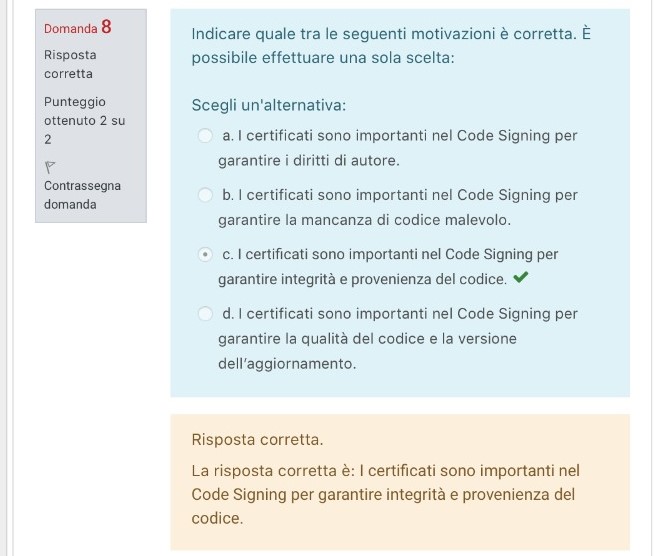 Domanda 8
Risposta
corretta
Punteggio
ottenuto 2 su
2
Contrassegna
domanda
Indicare quale tra le seguenti motivazioni è corretta. È
possibile effettuare una sola scelta:
Scegli un'alternativa:
a. I certificati sono importanti nel Code Signing per
garantire i diritti di autore.
b. I certificati sono importanti nel Code Signing per
garantire la mancanza di codice malevolo.
c. I certificati sono importanti nel Code Signing per
garantire integrità e provenienza del codice.
d. I certificati sono importanti nel Code Signing per
garantire la qualità del codice e la versione
dell'aggiornamento.
Risposta corretta.
La risposta corretta è: I certificati sono importanti nel
Code Signing per garantire integrità e provenienza del
codice.